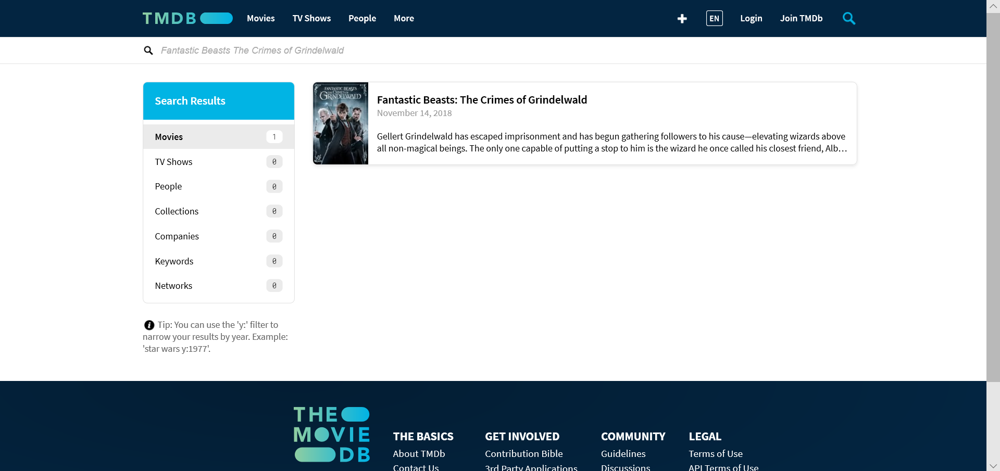 TMDB
Movies TV Shows People More
EN Login Join TMDb
Fantastic Beasts The Crimes of Grindelwald
Search Results
Movies 1
TV Shows 0
People 0
Collections 0
Companies 0
Keywords 0
Networks 0
Tip: You can use the 'y:' filter to
narrow your results by year. Example:
'star wars y:1977'.
FANTASTIC BEASTS
THE CRIMES OF
GRINDELWALD
Fantastic Beasts: The Crimes of Grindelwald
November 14, 2018
Gellert Grindelwald has escaped imprisonment and has begun gathering followers to his cause—elevating wizards above
all non-magical beings. The only one capable of putting a stop to him is the wizard he once called his closest friend, Alb…
THE
MOVIE
DB
THE BASICS
About TMDb
Contact Us
GET INVOLVED
Contribution Bible
3rd Party Applications
COMMUNITY
Guidelines
Discussions
LEGAL
Terms of Use
API Terms of Use